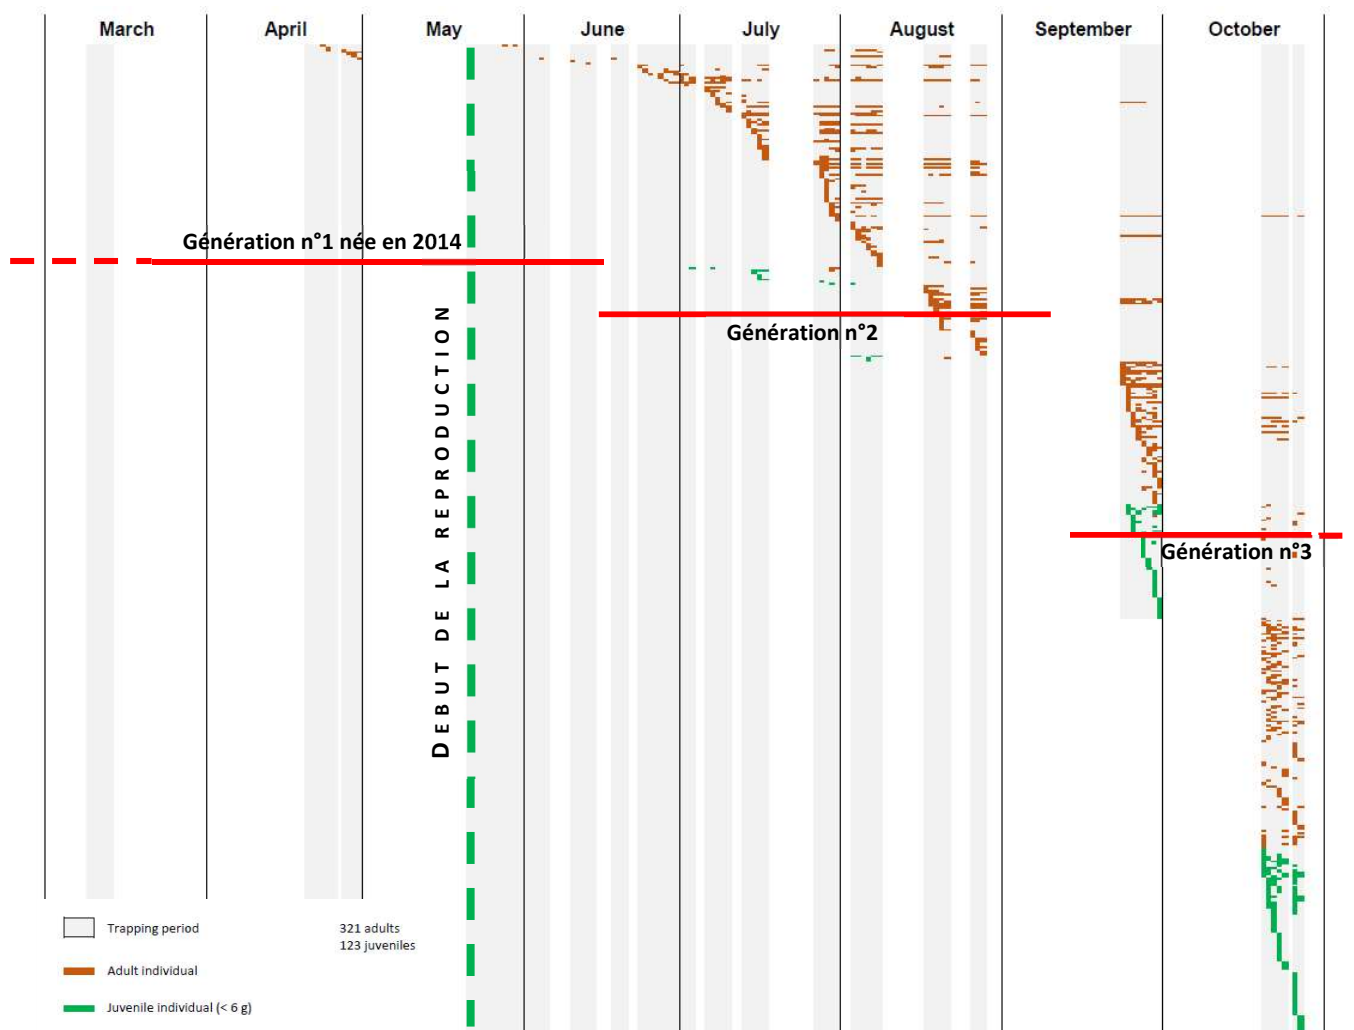 March April May June July August September October
Génération n°1 née en 2014
Génération n°2
Génération n°3
DEBUT DE LA REPRODUCTION
Trapping period
321 adults
123 juveniles
Adult individual
Juvenile individual (< 6 g)